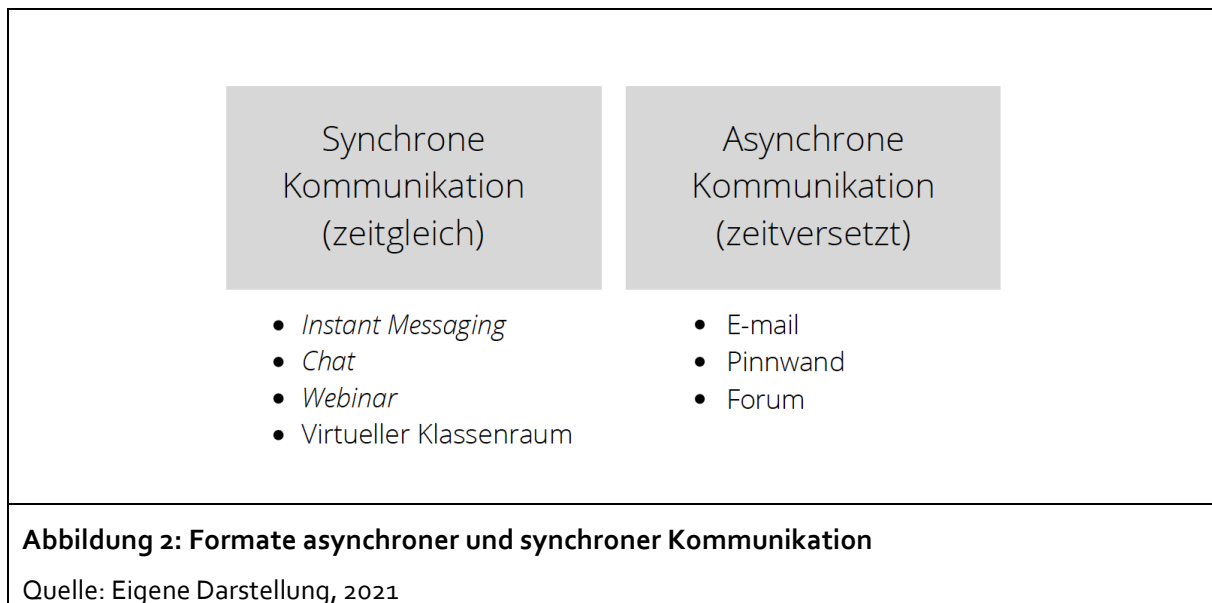 Synchrone
Kommunikation
(zeitgleich)
• Instant Messaging
• Chat
• Webinar
• Virtueller Klassenraum
Asynchrone
Kommunikation
(zeitversetzt)
• E-mail
• Pinnwand
• Forum
Abbildung 2: Formate asynchroner und synchroner Kommunikation
Quelle: Eigene Darstellung, 2021